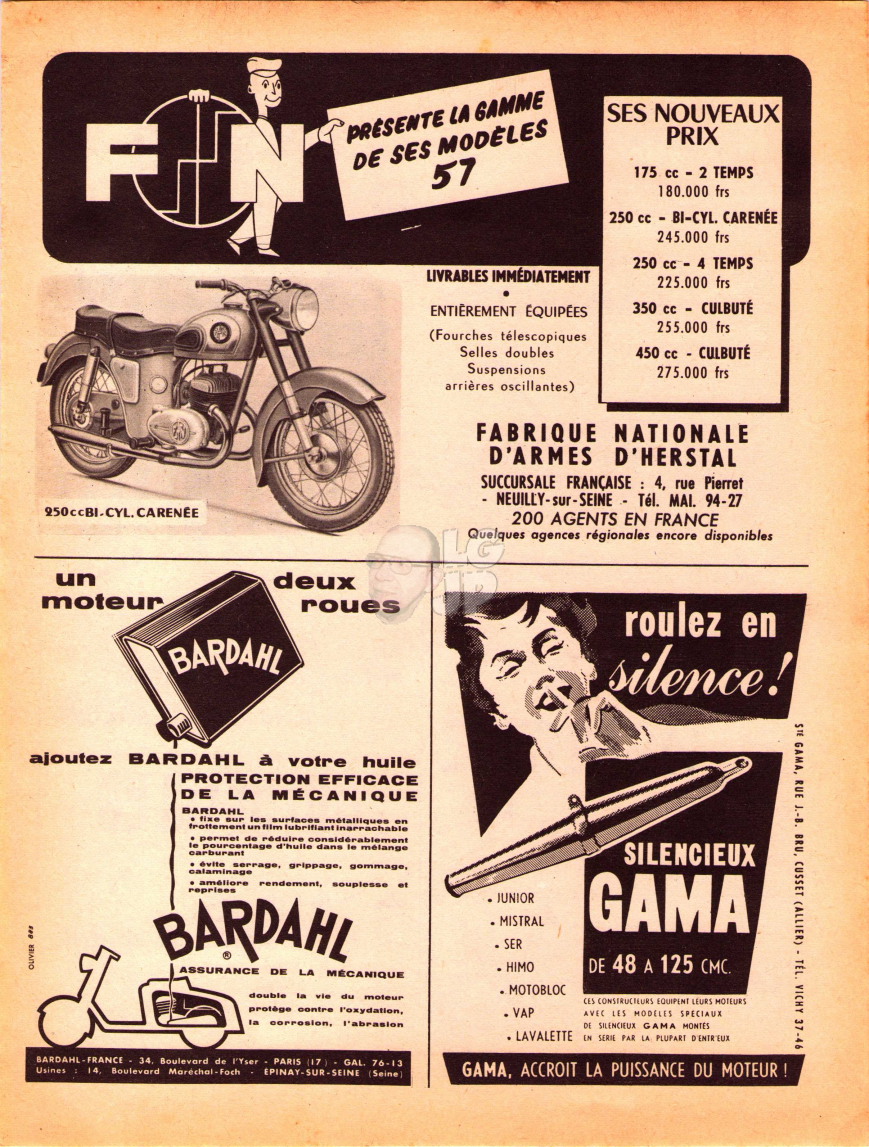 FN
PRÉSENTE LA GAMME
DE SES MODÈLES
57
SES NOUVEAUX
PRIX
175 cc - 2 TEMPS
180.000 frs
250 cc - BI-CYL. CARENÉE
245.000 frs
250 cc - 4 TEMPS
225.000 frs
350 cc - CULBUTÉ
255.000 frs
450 cc - CULBUTÉ
275.000 frs
LIVRABLES IMMÉDIATEMENT
•
ENTIÈREMENT ÉQUIPÉES
(Fourches télescopiques
Selles doubles
Suspensions
arrières oscillantes)
250cc BI-CYL. CARENÉE
FABRIQUE NATIONALE
D'ARMES D'HERSTAL
SUCCURSALE FRANÇAISE : 4, rue Pierret
- NEUILLY-sur-SEINE - Tél. MAI. 94-27
200 AGENTS EN FRANCE
Quelques agences régionales encore disponibles
LG
JP
un moteur
deux roues
BARDAHL
ajoutez BARDAHL à votre huile
PROTECTION EFFICACE
DE LA MÉCANIQUE
BARDAHL
• fixe sur les surfaces métalliques en
frottement un film lubrifiant inarrachable
• permet de réduire considérablement
le pourcentage d'huile dans le mélange
carburant
• évite serrage, grippage, gommage,
calaminage
• améliore rendement, souplesse et
reprises
BARDAHL
®
ASSURANCE DE LA MÉCANIQUE
double la vie du moteur
protège contre l'oxydation,
la corrosion, l'abrasion
OLIVIER
BARDAHL-FRANCE - 34, Boulevard de l'Yser - PARIS (17) - GAL. 76-13
Usines : 14, Boulevard Maréchal-Foch - ÉPINAY-SUR-SEINE (Seine)
roulez en
silence !
SILENCIEUX
GAMA
DE 48 A 125 CMC.
• JUNIOR
• MISTRAL
• SER
• HIMO
• MOTOBLOC
• VAP
• LAVALETTE
CES CONSTRUCTEURS EQUIPENT LEURS MOTEURS
AVEC LES MODÈLES SPECIAUX
DE SILENCIEUX GAMA MONTÉS
EN SERIE PAR LA PLUPART D'ENTR'EUX
GAMA, ACCROIT LA PUISSANCE DU MOTEUR !
STE GAMA, RUE J.-B. BRU, CUSSET (ALLIER) - TÉL. VICHY 37-46